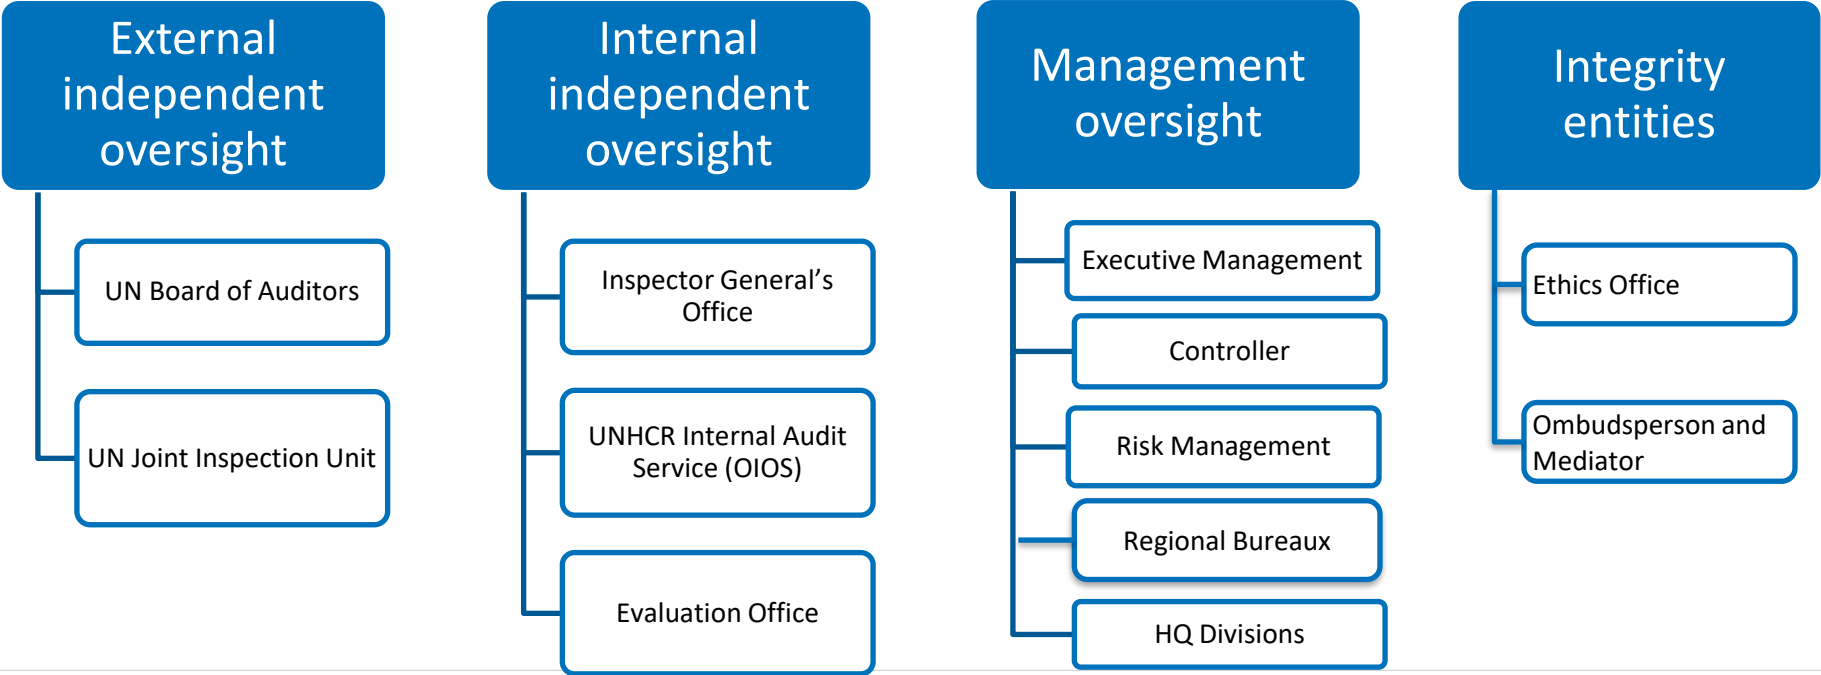 External
independent
oversight
UN Board of Auditors
UN Joint Inspection Unit
Internal
independent
oversight
Inspector General’s
Office
UNHCR Internal Audit
Service (OIOS)
Evaluation Office
Management
oversight
Executive Management
Controller
Risk Management
Regional Bureaux
HQ Divisions
Integrity
entities
Ethics Office
Ombudsperson and
Mediator